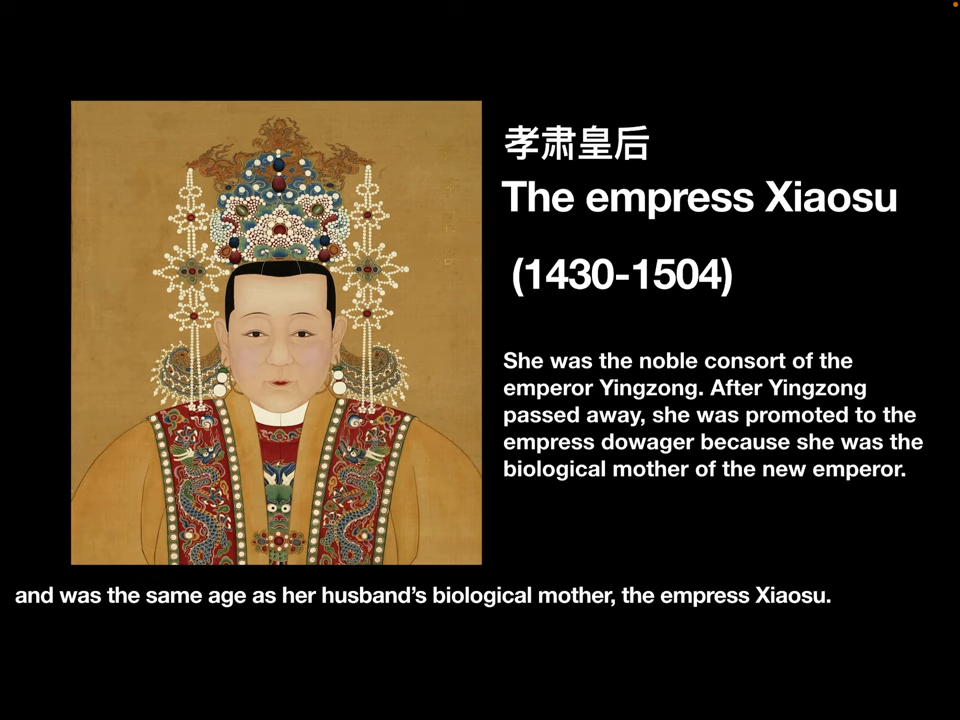 孝肃皇后
The empress Xiaosu
(1430-1504)
She was the noble consort of the
emperor Yingzong. After Yingzong
passed away, she was promoted to the
empress dowager because she was the
biological mother of the new emperor.
and was the same age as her husband’s biological mother, the empress Xiaosu.